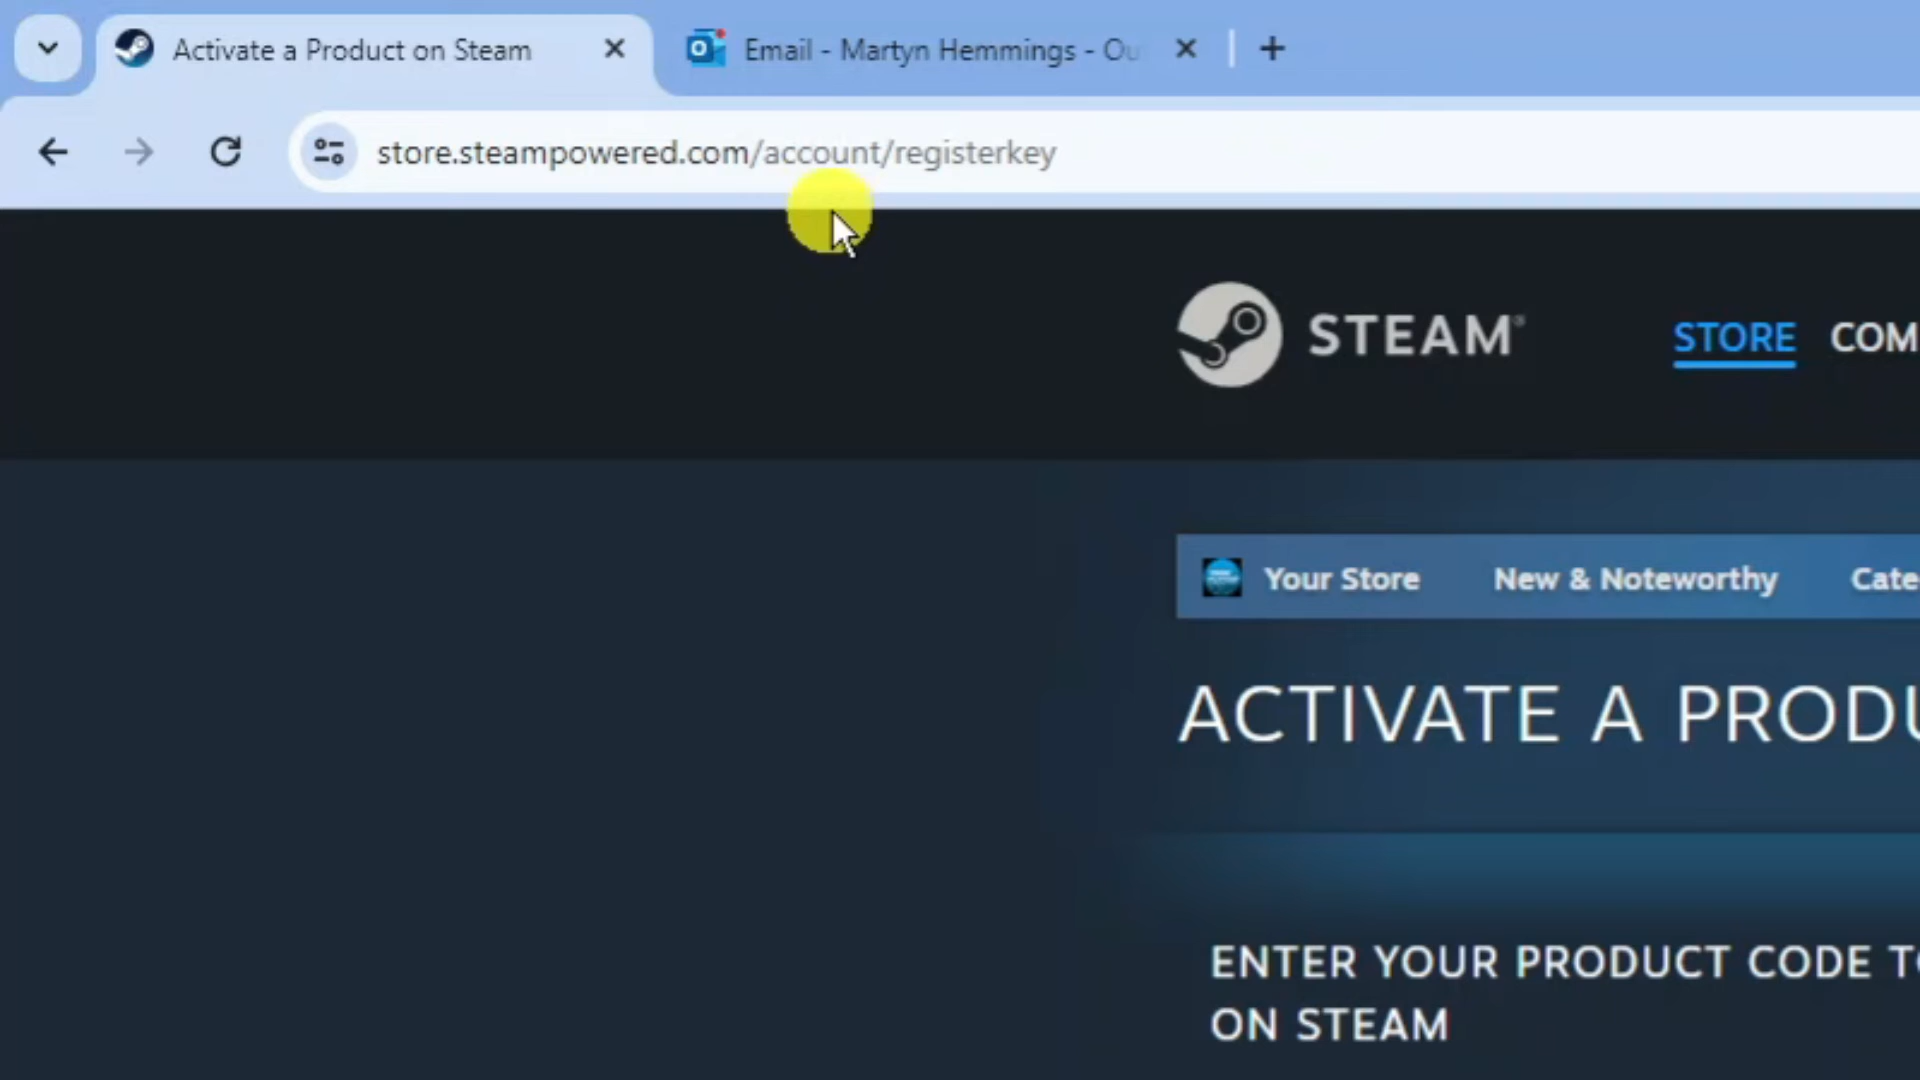 Activate a Product on Steam
Email - Martyn Hemmings - Ou
store.steampowered.com/account/registerkey
STEAM®
STORE
COM
Your Store
New & Noteworthy
Cate
ACTIVATE A PRODU
ENTER YOUR PRODUCT CODE TO
ON STEAM